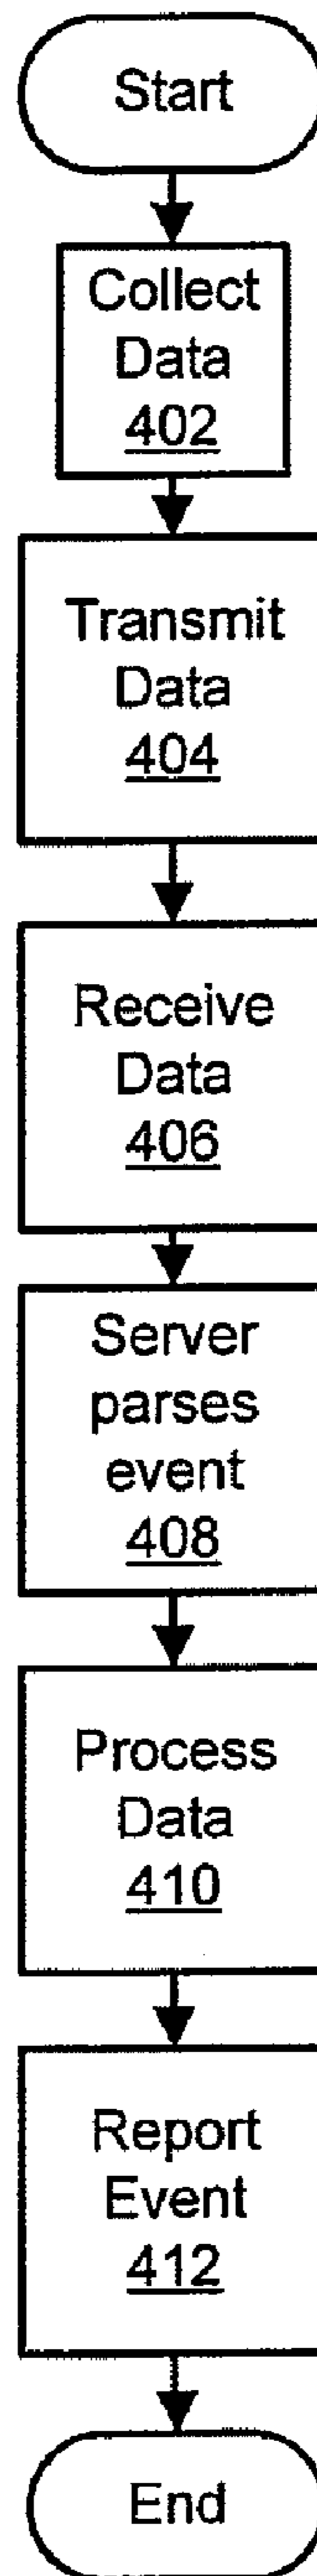 Start
Collect
Data
402
Transmit
Data
404
Receive
Data
406
Server
parses
event
408
Process
Data
410
Report
Event
412
End